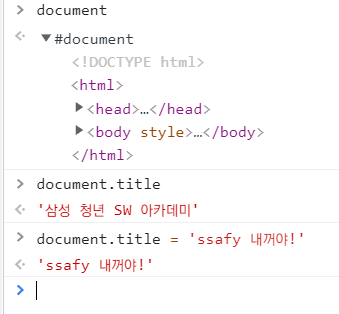 document
#document
<!DOCTYPE html>
<html>
<head>…</head>
<body style>…</body>
</html>
document.title
'삼성 청년 SW 아카데미'
document.title = 'ssafy 내꺼야!'
'ssafy 내꺼야!'